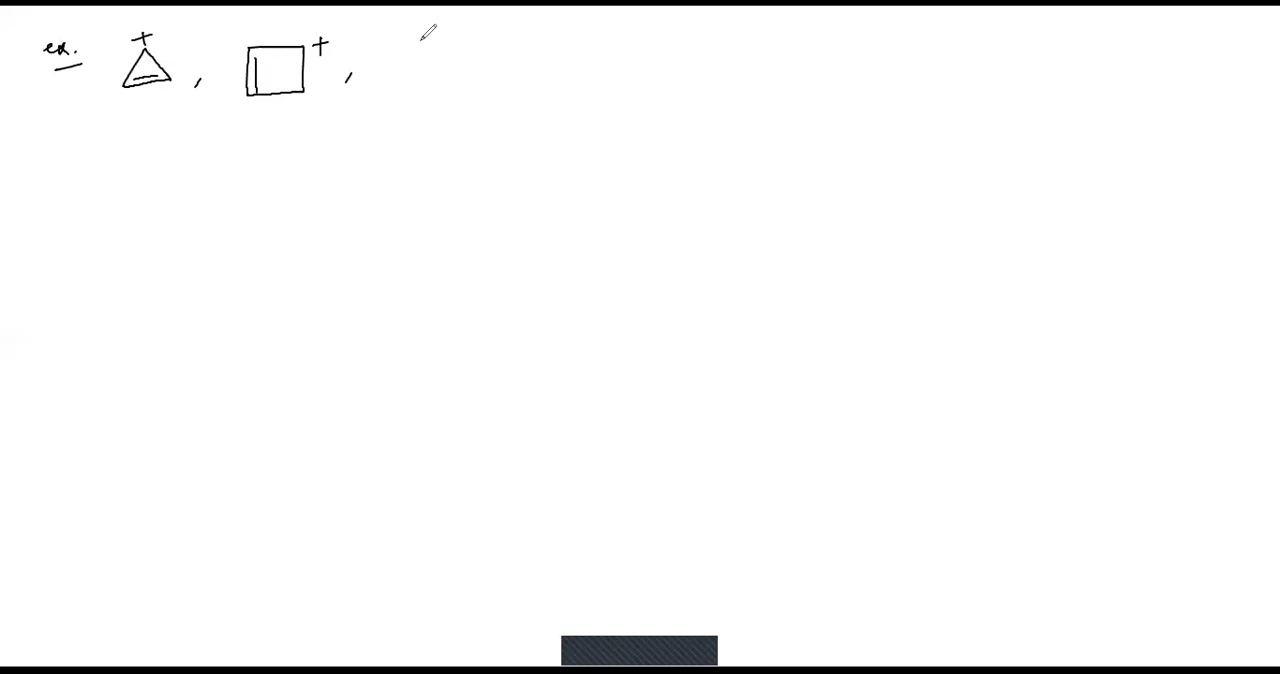 ex. + , + ,